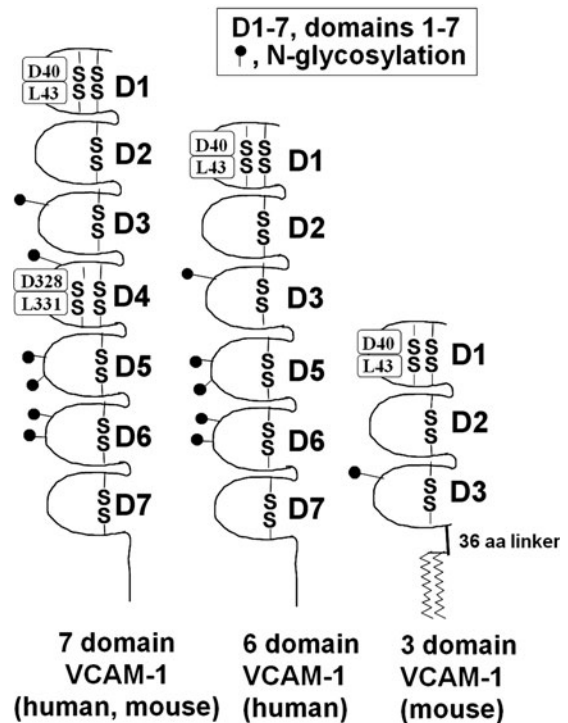 D1-7, domains 1-7
, N-glycosylation
D40
L43
S S
S S
D1
S
S
D2
S
S
D3
D328
L331
S S
S S
D4
S
S
D5
S
S
D6
S
S
D7
7 domain
VCAM-1
(human, mouse)
D40
L43
S S
S S
D1
S
S
D2
S
S
D3
S
S
D5
S
S
D6
S
S
D7
6 domain
VCAM-1
(human)
D40
L43
S S
S S
D1
S
S
D2
S
S
D3
36 aa linker
3 domain
VCAM-1
(mouse)